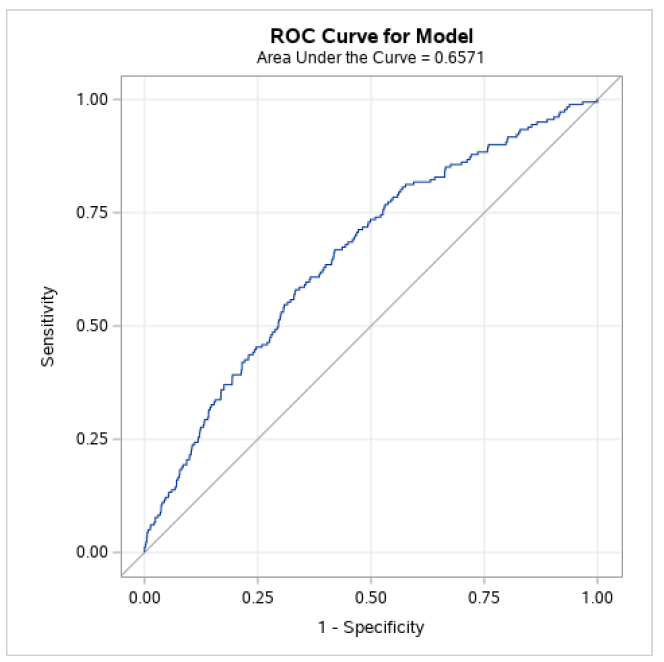 ROC Curve for Model
Area Under the Curve = 0.6571
1.00
0.75
0.50
0.25
0.00
Sensitivity
0.00 0.25 0.50 0.75 1.00
1 - Specificity